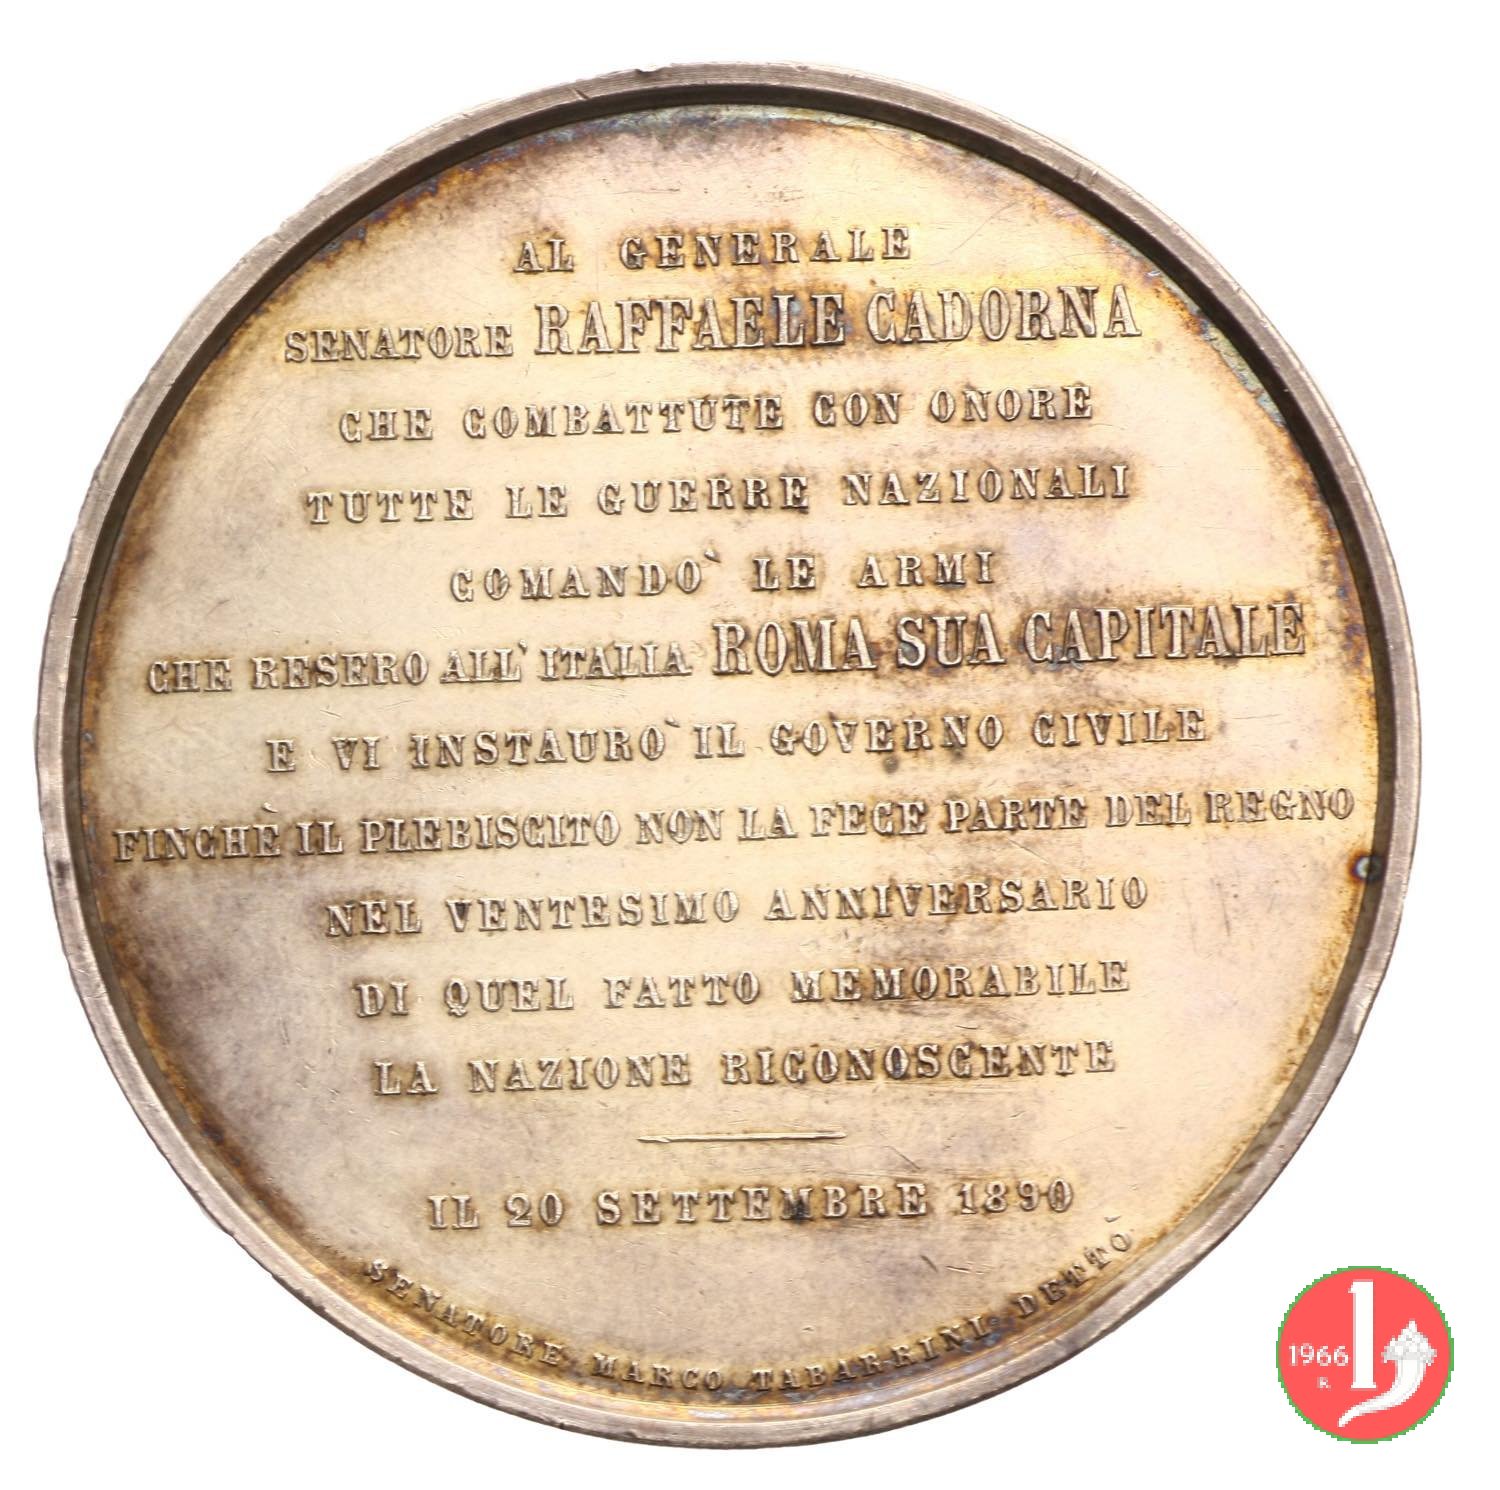 AL GENERALE
SENATORE RAFFAELE CADORNA
CHE COMBATTUTE CON ONORE
TUTTE LE GUERRE NAZIONALI
COMANDO` LE ARMI
CHE RESERO ALL' ITALIA ROMA SUA CAPITALE
E VI INSTAURO` IL GOVERNO CIVILE
FINCHÈ IL PLEBISCITO NON LA FECE PARTE DEL REGNO
NEL VENTESIMO ANNIVERSARIO
DI QUEL FATTO MEMORABILE
LA NAZIONE RICONOSCENTE
IL 20 SETTEMBRE 1890
SENATORE MARCO TABARRINI DETTÒ
1966
R